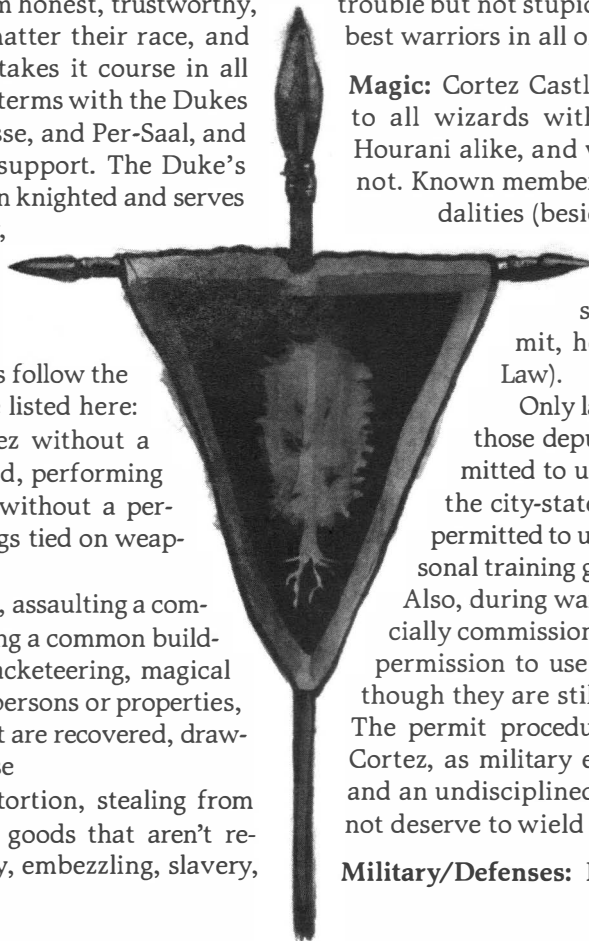 m honest, trustworthy,
matter their race, and
takes it course in all
terms with the Dukes
sse, and Per-Saal, and
support. The Duke's
n knighted and serves
,
s follow the
e listed here:
ez without a
d, performing
without a per-
gs tied on weap-
, assaulting a com-
ng a common build-
acketeering, magical
persons or properties,
t are recovered, draw-
se
tortion, stealing from
goods that aren't re-
y, embezzling, slavery,
trouble but not stupid
best warriors in all o
Magic: Cortez Castl
to all wizards with
Hourani alike, and v
not. Known member
dalities (besi
s
mit, he
Law).
Only la
those depu
mitted to u
the city-state
permitted to u
sonal training g
Also, during wa
cially commission
permission to use
though they are stil
The permit procedu
Cortez, as military e
and an undisciplined
not deserve to wield
Military/Defenses: I